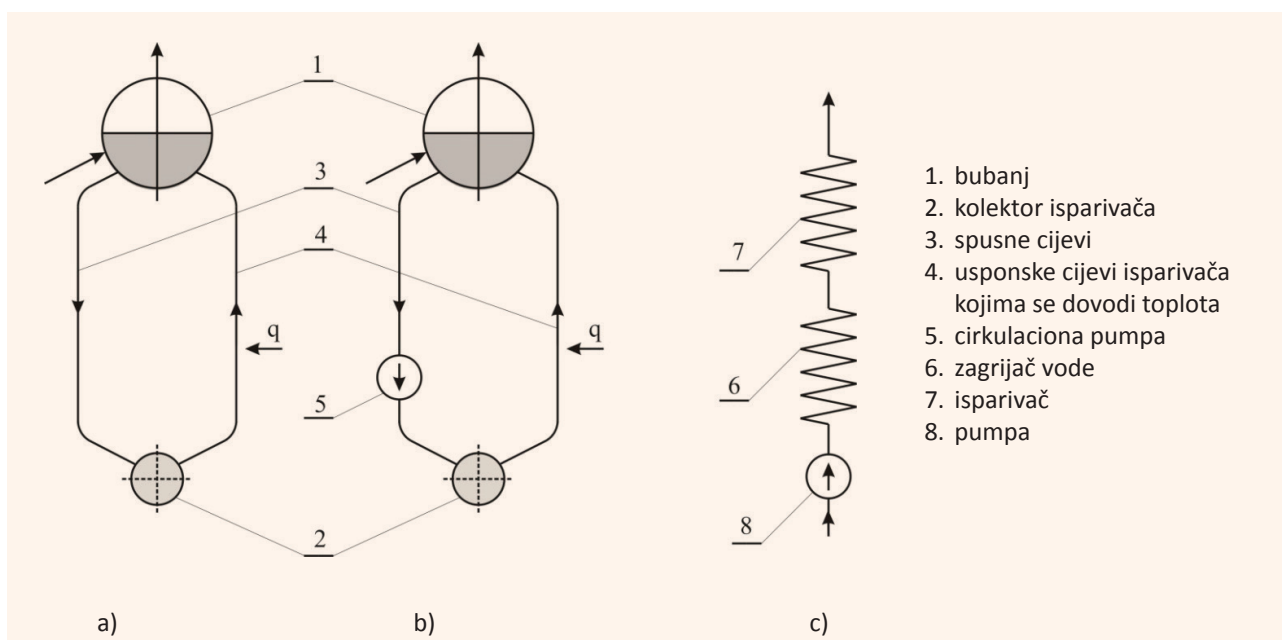 1
3
4
q
q
5
2
7
6
8
1. bubanj
2. kolektor isparivača
3. spusne cijevi
4. usponske cijevi isparivača
kojima se dovodi toplota
5. cirkulaciona pumpa
6. zagrijač vode
7. isparivač
8. pumpa
a)
b)
c)